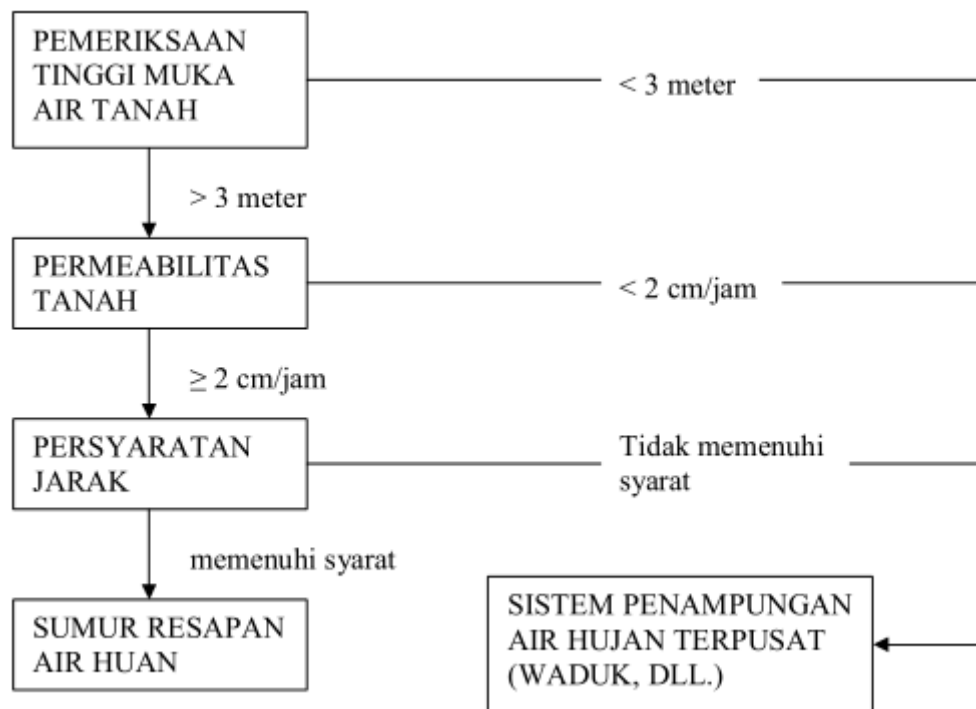 PEMERIKSAAN
TINGGI MUKA
AIR TANAH
< 3 meter
> 3 meter
PERMEABILITAS
TANAH
< 2 cm/jam
≥ 2 cm/jam
PERSYARATAN
JARAK
Tidak memenuhi
syarat
memenuhi syarat
SUMUR RESAPAN
AIR HUAN
SISTEM PENAMPUNGAN
AIR HUJAN TERPUSAT
(WADUK, DLL.)